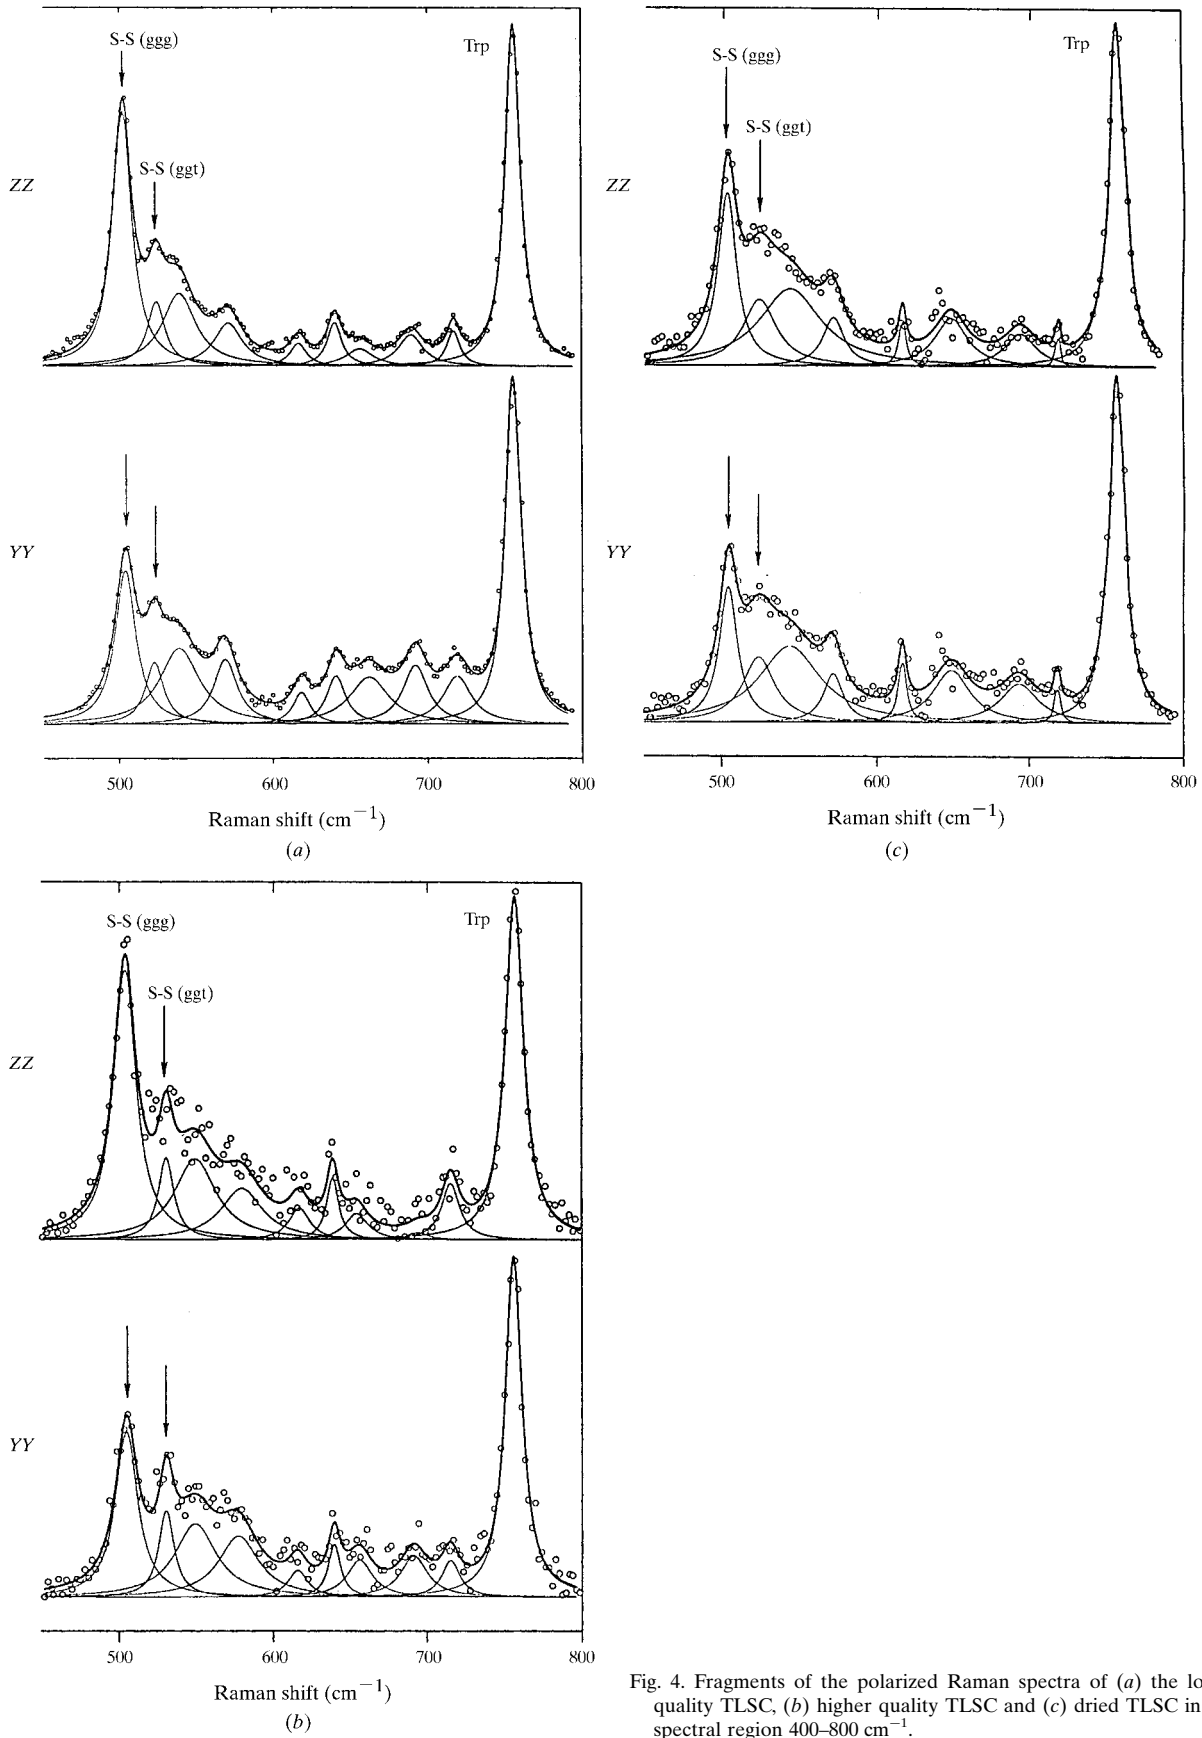 S-S (ggg)
Trp
S-S (ggt)
ZZ
YY
500
600
700
800
Raman shift (cm−1)
(a)
S-S (ggg)
Trp
S-S (ggt)
ZZ
YY
500
600
700
800
Raman shift (cm−1)
(c)
S-S (ggg)
Trp
S-S (ggt)
ZZ
YY
500
600
700
800
Raman shift (cm−1)
(b)
Fig. 4. Fragments of the polarized Raman spectra of (a) the lo
quality TLSC, (b) higher quality TLSC and (c) dried TLSC in
spectral region 400–800 cm−1.